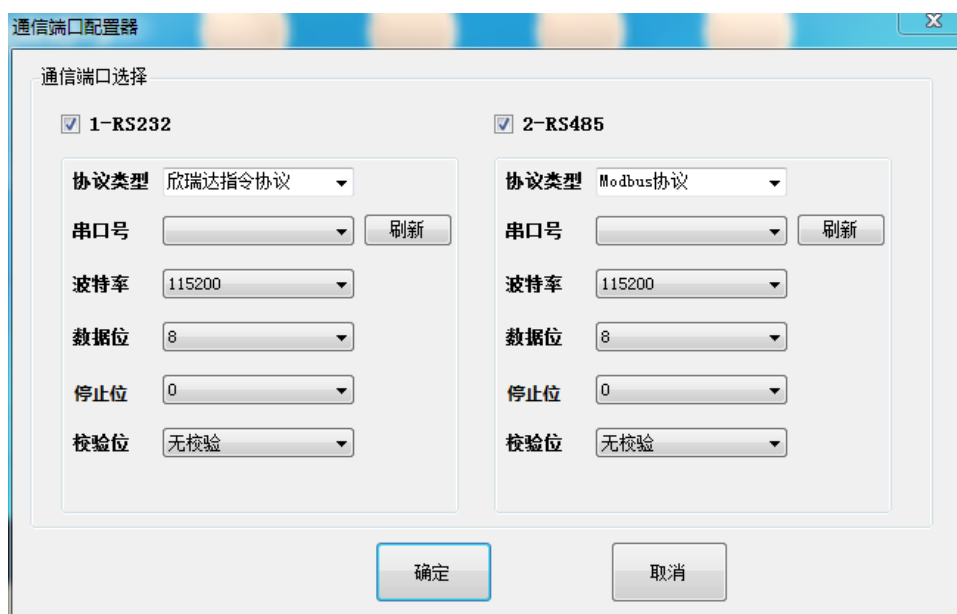 通信端口配置器
通信端口选择
1-RS232
协议类型 欣瑞达指令协议
串口号 刷新
波特率 115200
数据位 8
停止位 0
校验位 无校验
2-RS485
协议类型 Modbus协议
串口号 刷新
波特率 115200
数据位 8
停止位 0
校验位 无校验
确定 取消